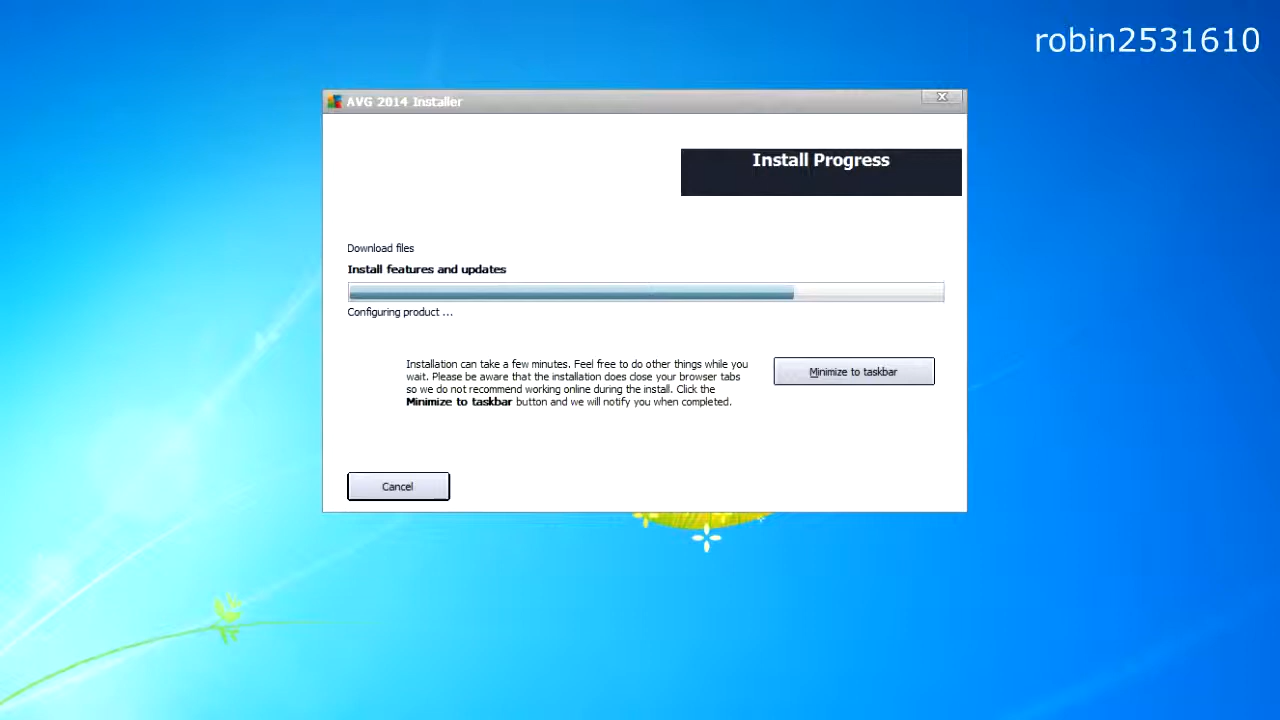 robin2531610
AVG 2014 Installer
Install Progress
Download files
Install features and updates
Configuring product ...
Installation can take a few minutes. Feel free to do other things while you
wait. Please be aware that the installation does close your browser tabs
so we do not recommend working online during the install. Click the
Minimize to taskbar button and we will notify you when completed.
Minimize to taskbar
Cancel